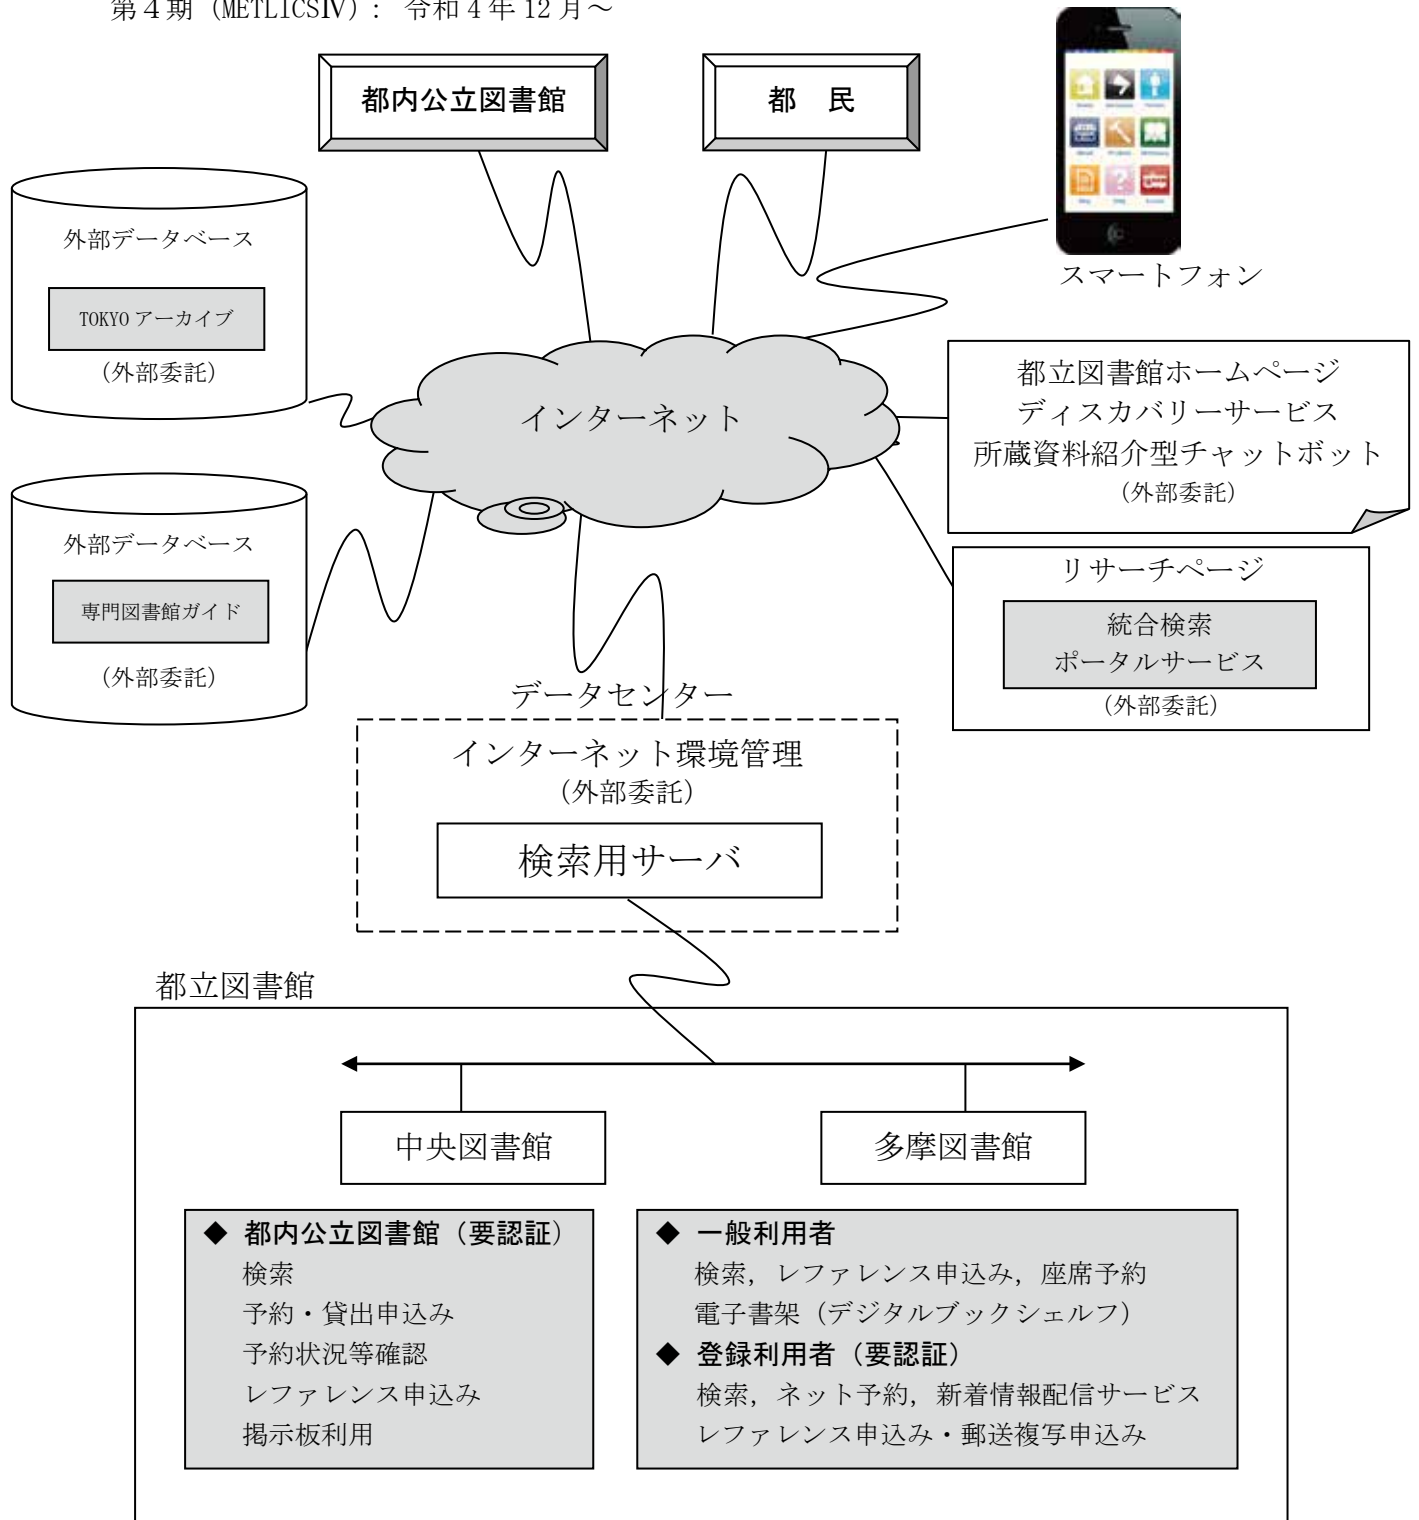 第４期（METLICSⅣ）： 令和４年12月～
都内公立図書館
都　民
スマートフォン
外部データベース
TOKYOアーカイブ
（外部委託）
インターネット
都立図書館ホームページ
ディスカバリーサービス
所蔵資料紹介型チャットボット
（外部委託）
外部データベース
専門図書館ガイド
（外部委託）
リサーチページ
統合検索
ポータルサービス
（外部委託）
データセンター
インターネット環境管理
（外部委託）
検索用サーバ
都立図書館
中央図書館
多摩図書館
◆ 都内公立図書館（要認証）
検索
予約・貸出申込み
予約状況等確認
レファレンス申込み
掲示板利用
◆ 一般利用者
検索，レファレンス申込み，座席予約
電子書架（デジタルブックシェルフ）
◆ 登録利用者（要認証）
検索，ネット予約，新着情報配信サービス
レファレンス申込み・郵送複写申込み